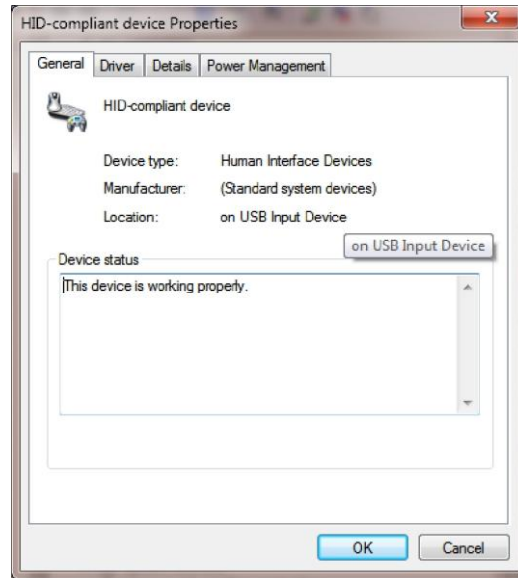 HID-compliant device Properties
General Driver Details Power Management
HID-compliant device
Device type: Human Interface Devices
Manufacturer: (Standard system devices)
Location: on USB Input Device
on USB Input Device
Device status
This device is working properly.
OK Cancel